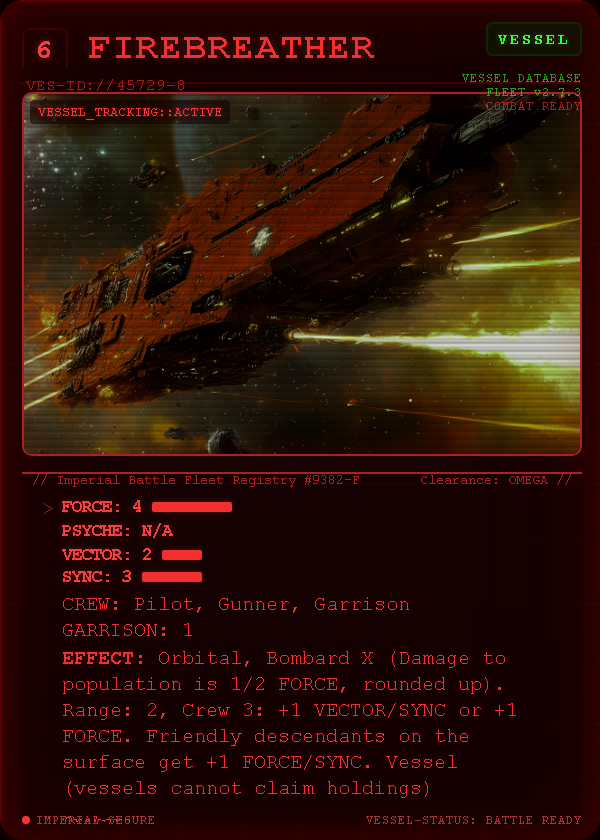 6 FIREBREATHER
VESSEL
VES-ID://45729-8
VESSEL DATABASE
FLEET v2.7.3
COMBAT READY
VESSEL_TRACKING::ACTIVE
// Imperial Battle Fleet Registry #9382-F Clearance: OMEGA //
> FORCE: 4
PSYCHE: N/A
VECTOR: 2
SYNC: 3
CREW: Pilot, Gunner, Garrison
GARRISON: 1
EFFECT: Orbital, Bombard X (Damage to
population is 1/2 FORCE, rounded up).
Range: 2, Crew 3: +1 VECTOR/SYNC or +1
FORCE. Friendly descendants on the
surface get +1 FORCE/SYNC. Vessel
(vessels cannot claim holdings)
VESSEL-STATUS: BATTLE READY